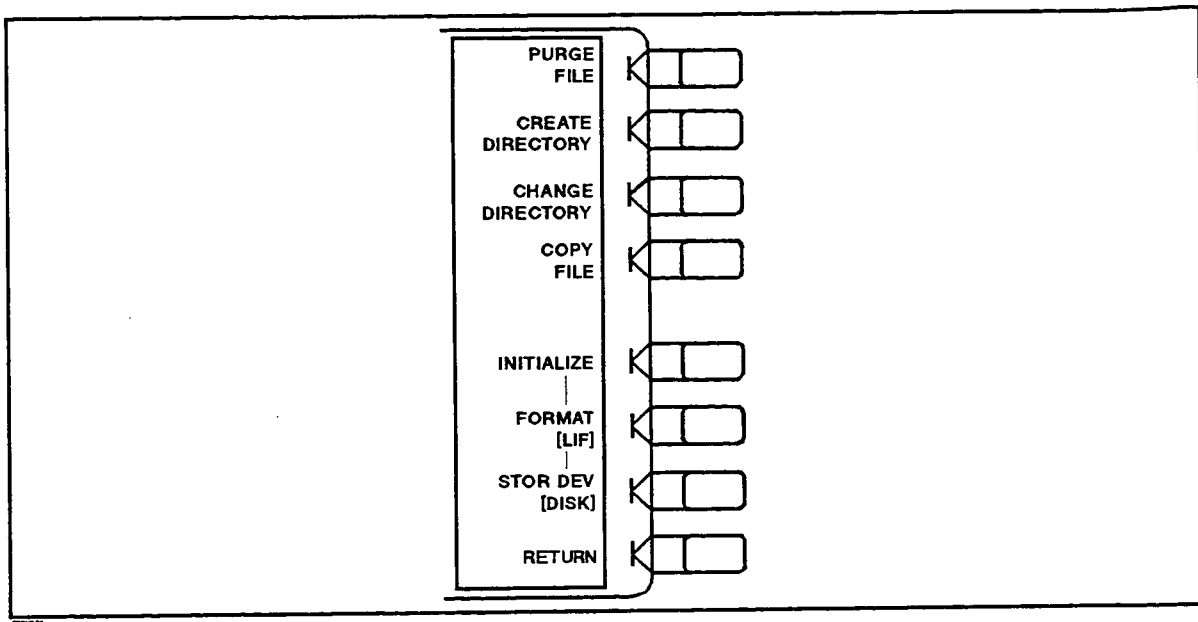 PURGE
FILE
CREATE
DIRECTORY
CHANGE
DIRECTORY
COPY
FILE
INITIALIZE
FORMAT
[LIF]
STOR DEV
[DISK]
RETURN